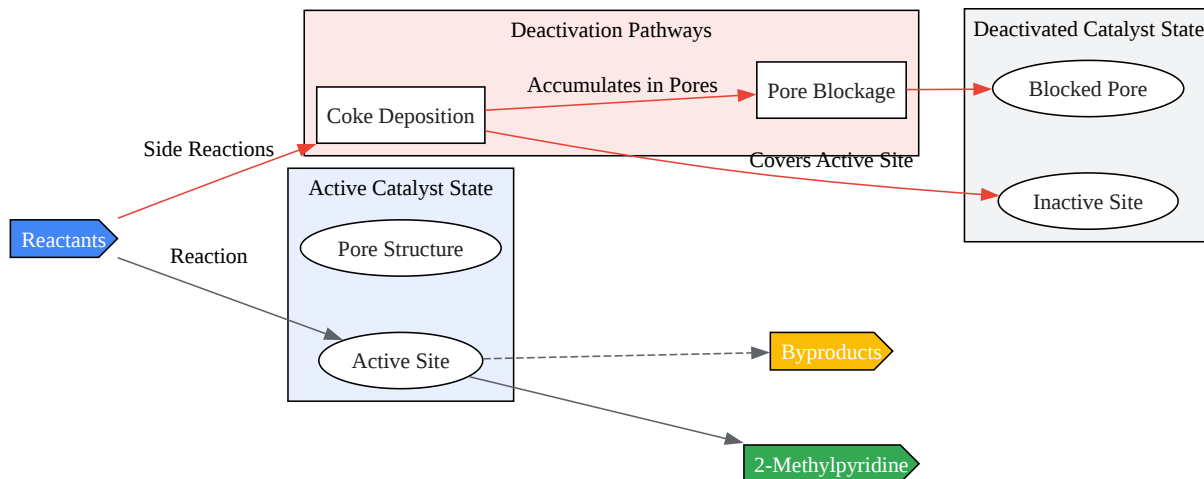 Deactivation Pathways
Deactivated Catalyst State
Coke Deposition
Accumulates in Pores
Pore Blockage
Blocked Pore
Side Reactions
Covers Active Site
Active Catalyst State
Inactive Site
Reactants
Pore Structure
Reaction
Active Site
Byproducts
2-Methylpyridine